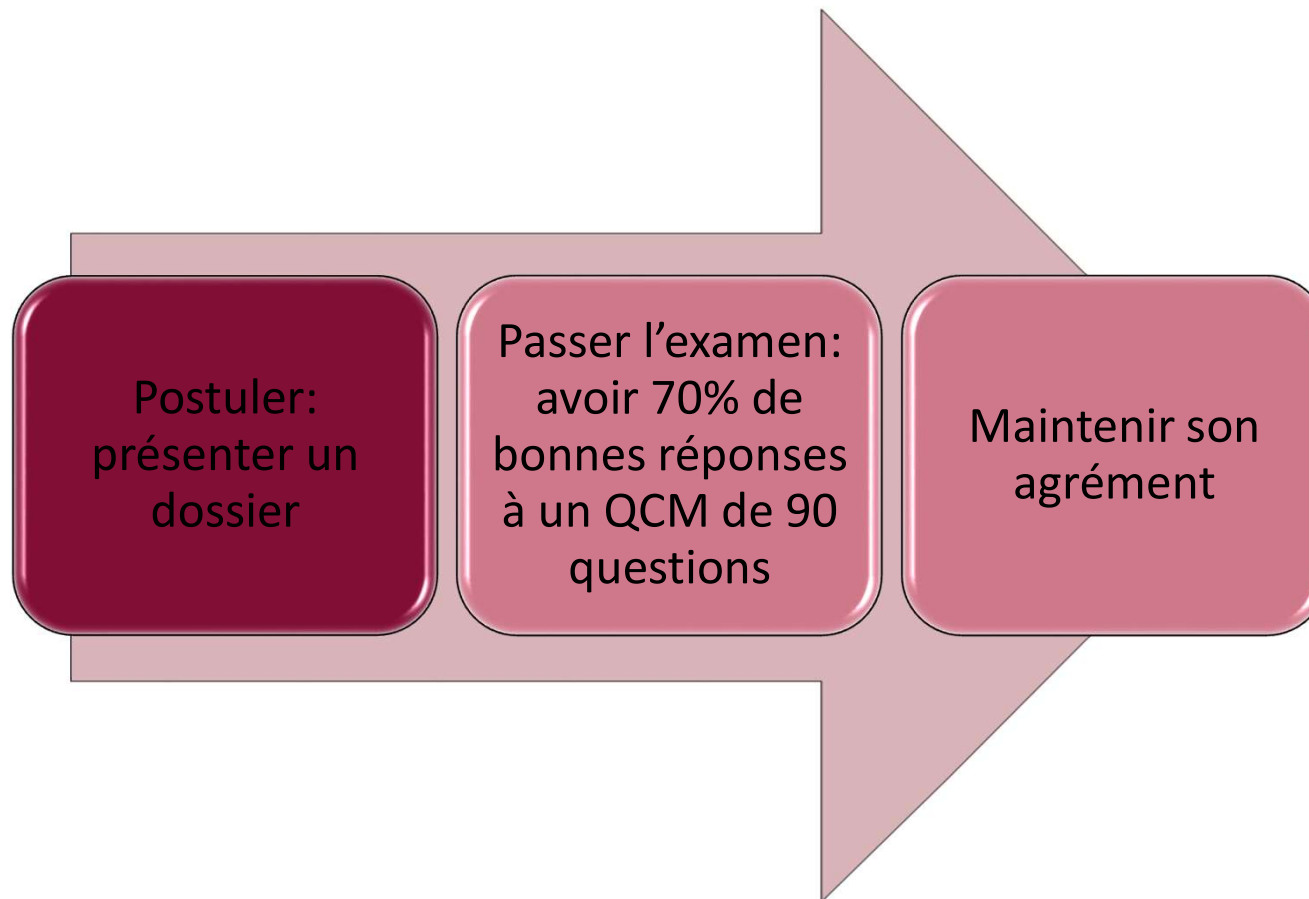 Postuler:
présenter un
dossier
Passer l’examen:
avoir 70% de
bonnes réponses
à un QCM de 90
questions
Maintenir son
agrément